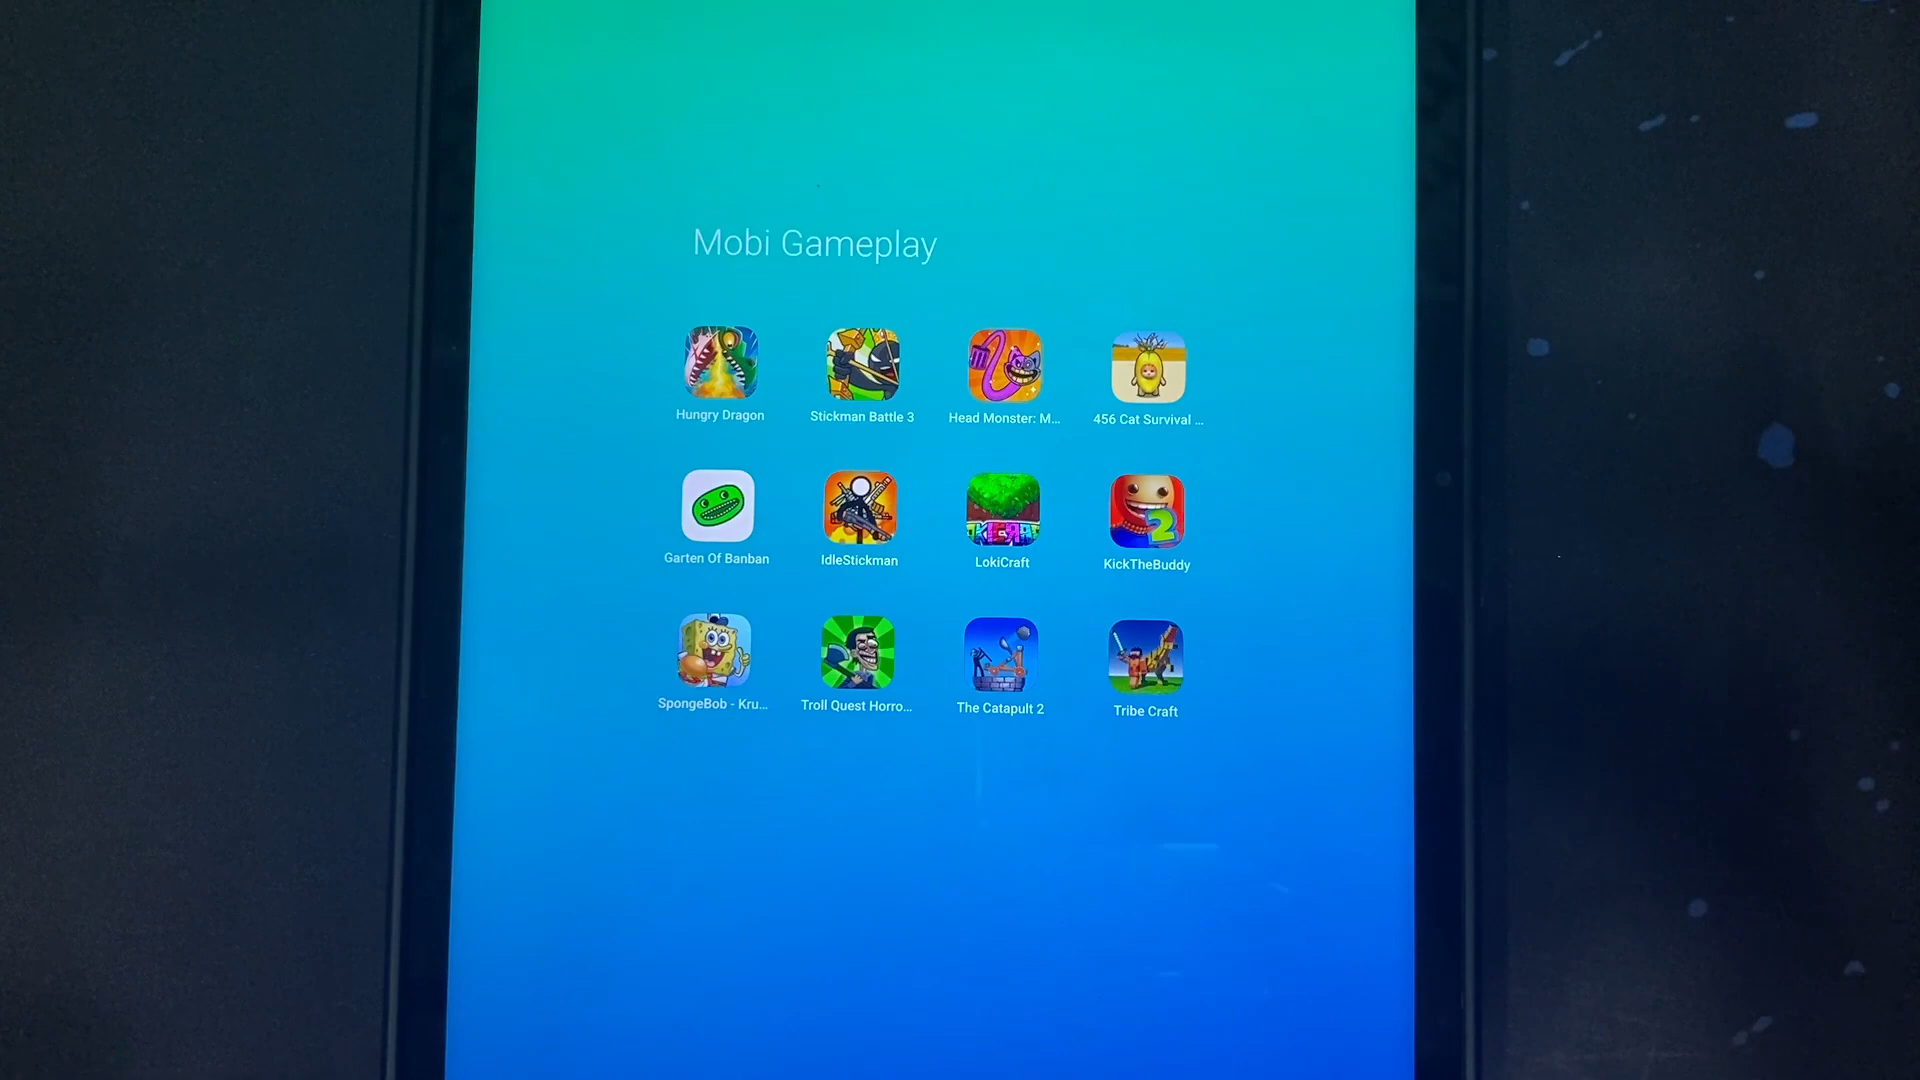 Mobi Gameplay
Hungry Dragon
Stickman Battle 3
Head Monster: M...
456 Cat Survival ...
Garten Of Banban
IdleStickman
LokiCraft
KickTheBuddy
2
SpongeBob - Kru...
Troll Quest Horro...
The Catapult 2
Tribe Craft